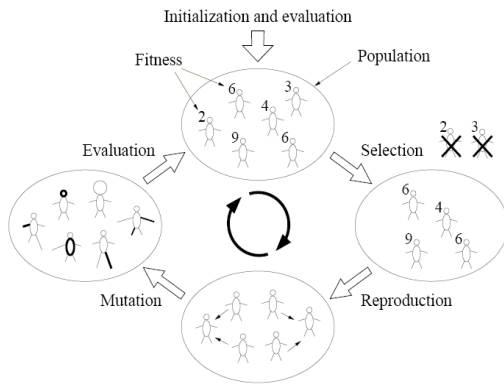 Initialization and evaluation
Fitness
Population
6
3
2
4
9
6
Evaluation
Selection
2
3
6
4
9
6
Mutation
Reproduction